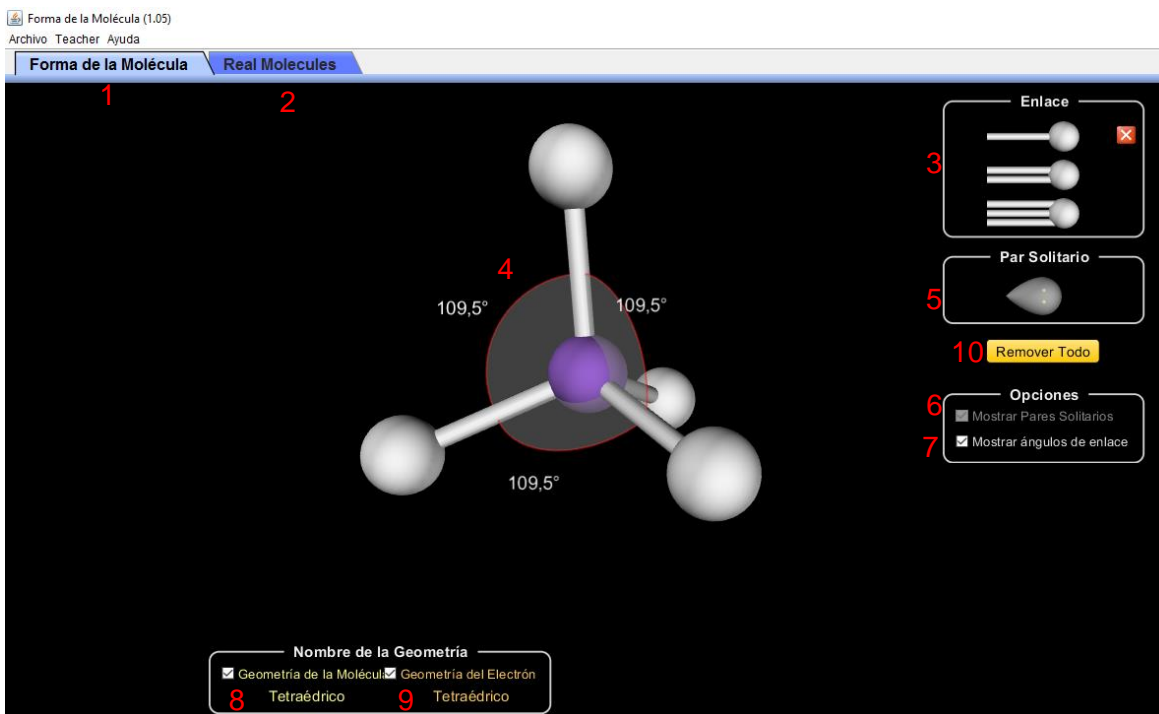 Forma de la Molécula (1.05)
Archivo Teacher Ayuda
Forma de la Molécula Real Molecules
1 2
Enlace
3
Par Solitario
4
5
109,5° 109,5°
10 Remover Todo
Opciones
6 Mostrar Pares Solitarios
7 Mostrar ángulos de enlace
109,5°
Nombre de la Geometría
Geometría de la Molécula Geometría del Electrón
8 Tetraédrico 9 Tetraédrico